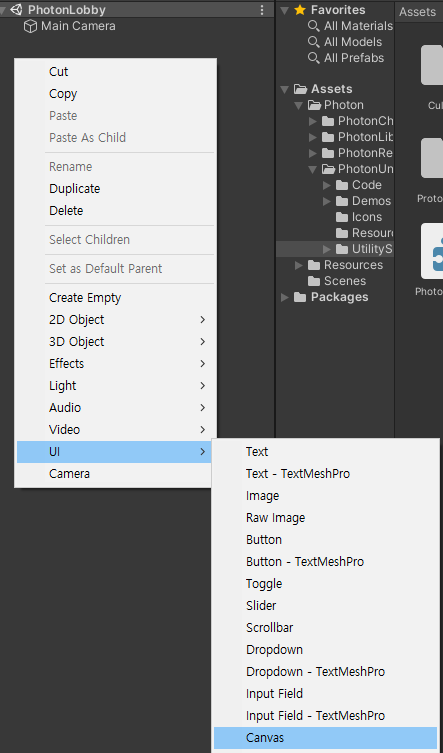 PhotonLobby
Main Camera
Cut
Copy
Paste
Paste As Child
Rename
Duplicate
Delete
Select Children
Set as Default Parent
Create Empty
2D Object
3D Object
Effects
Light
Audio
Video
UI
Camera
Text
Text - TextMeshPro
Image
Raw Image
Button
Button - TextMeshPro
Toggle
Slider
Scrollbar
Dropdown
Dropdown - TextMeshPro
Input Field
Input Field - TextMeshPro
Canvas
Favorites
All Materials
All Models
All Prefabs
Assets
Photon
PhotonCh
PhotonLib
PhotonRe
PhotonUn
Code
Demos
Icons
Resourc
UtilityS
Resources
Scenes
Packages
Assets
Cul
Proto
Photo